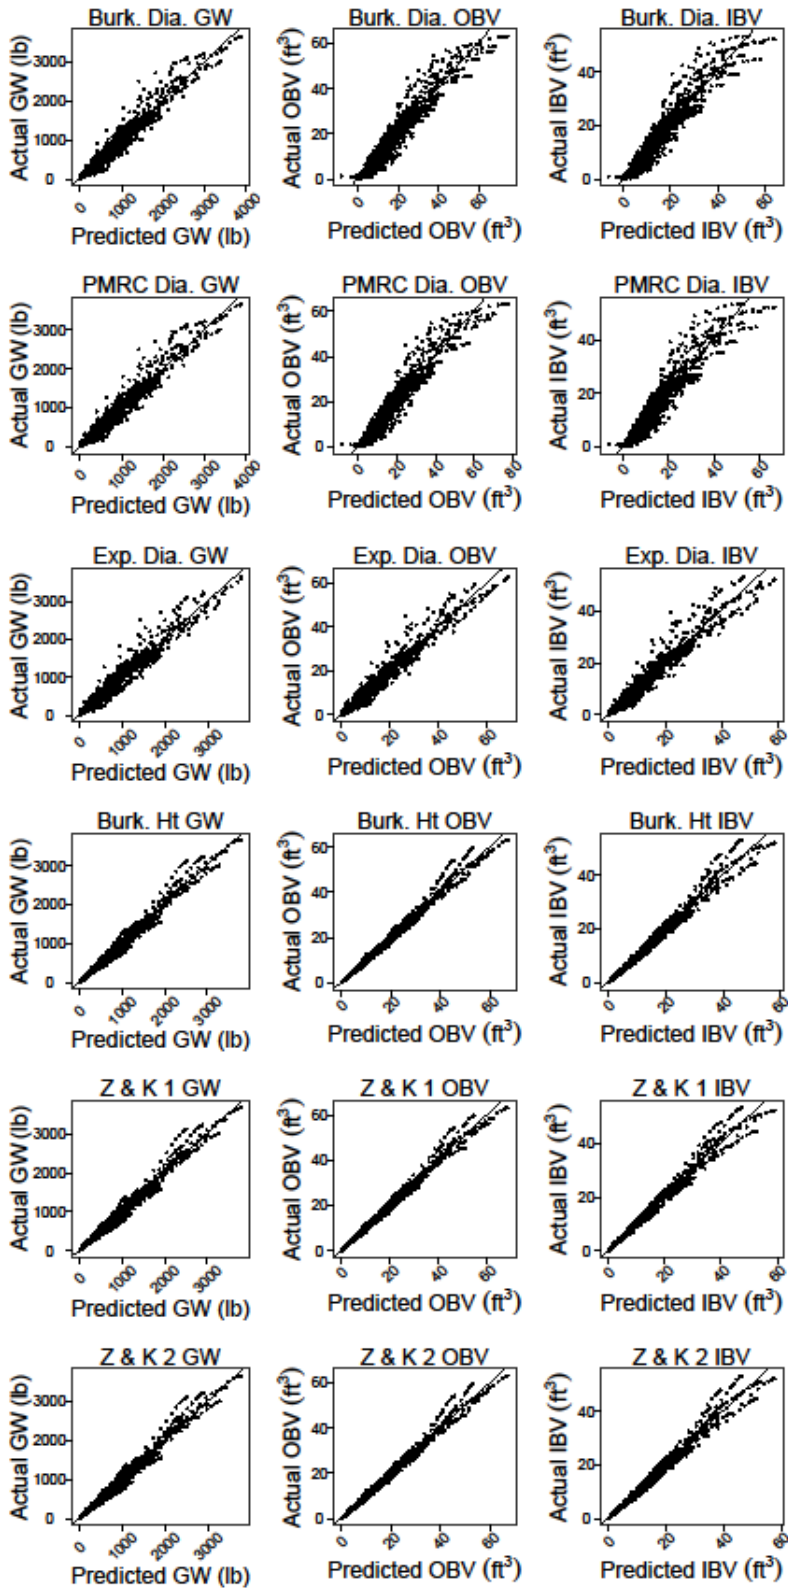 Burk. Dia. GW
Actual GW (lb)
3000
2000
1000
0
0 1000 2000 3000 4000
Predicted GW (lb)
Burk. Dia. OBV
Actual OBV (ft³)
60
40
20
0
0 20 40 60
Predicted OBV (ft³)
Burk. Dia. IBV
Actual IBV (ft³)
40
20
0
0 20 40 60
Predicted IBV (ft³)
PMRC Dia. GW
Actual GW (lb)
3000
2000
1000
0
0 1000 2000 3000 4000
Predicted GW (lb)
PMRC Dia. OBV
Actual OBV (ft³)
60
40
20
0
0 20 40 60 80
Predicted OBV (ft³)
PMRC Dia. IBV
Actual IBV (ft³)
40
20
0
0 20 40 60
Predicted IBV (ft³)
Exp. Dia. GW
Actual GW (lb)
3000
2000
1000
0
0 1000 2000 3000
Predicted GW (lb)
Exp. Dia. OBV
Actual OBV (ft³)
60
40
20
0
0 20 40 60
Predicted OBV (ft³)
Exp. Dia. IBV
Actual IBV (ft³)
40
20
0
0 20 40 60
Predicted IBV (ft³)
Burk. Ht GW
Actual GW (lb)
3000
2000
1000
0
0 1000 2000 3000
Predicted GW (lb)
Burk. Ht OBV
Actual OBV (ft³)
60
40
20
0
0 20 40 60
Predicted OBV (ft³)
Burk. Ht IBV
Actual IBV (ft³)
40
20
0
0 20 40 60
Predicted IBV (ft³)
Z & K 1 GW
Actual GW (lb)
3000
2000
1000
0
0 1000 2000 3000
Predicted GW (lb)
Z & K 1 OBV
Actual OBV (ft³)
60
40
20
0
0 20 40 60
Predicted OBV (ft³)
Z & K 1 IBV
Actual IBV (ft³)
40
20
0
0 20 40 60
Predicted IBV (ft³)
Z & K 2 GW
Actual GW (lb)
3000
2000
1000
0
0 1000 2000 3000
Predicted GW (lb)
Z & K 2 OBV
Actual OBV (ft³)
60
40
20
0
0 20 40 60
Predicted OBV (ft³)
Z & K 2 IBV
Actual IBV (ft³)
40
20
0
0 20 40 60
Predicted IBV (ft³)